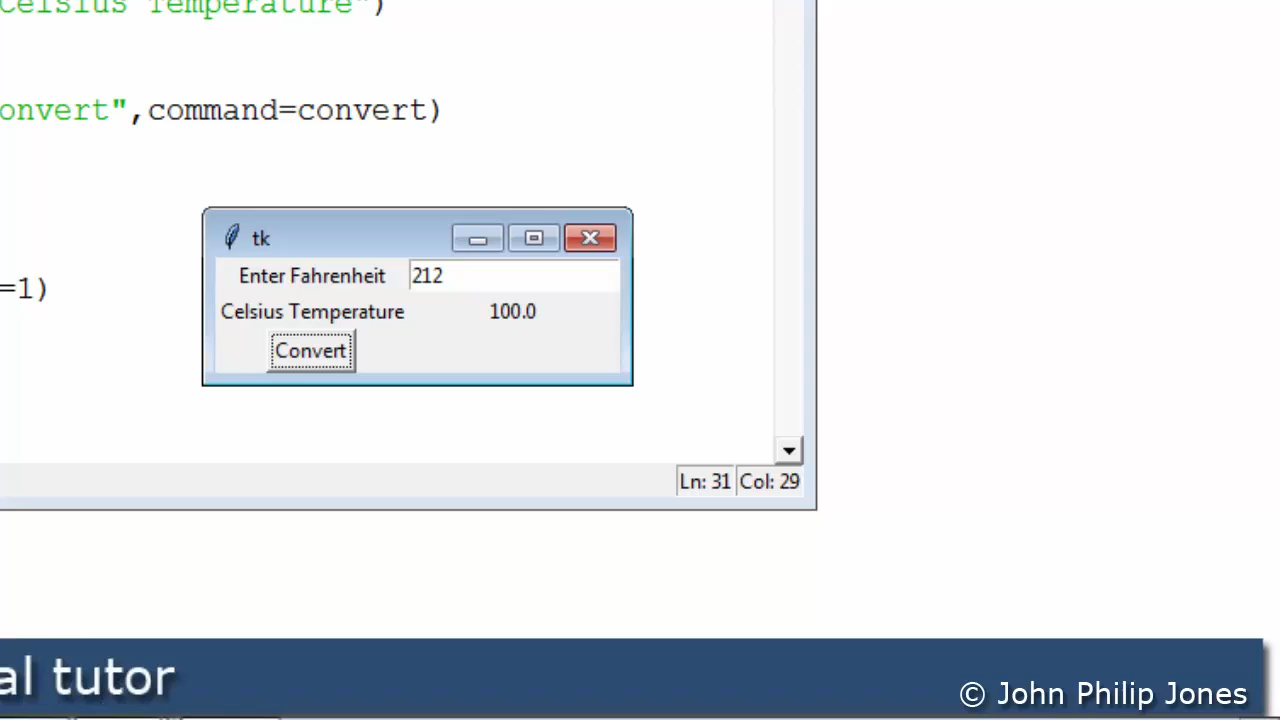 Celsius Temperature")
onvert",command=convert)
=1)
tk
Enter Fahrenheit 212
Celsius Temperature 100.0
Convert
Ln: 31 Col: 29
al tutor
© John Philip Jones